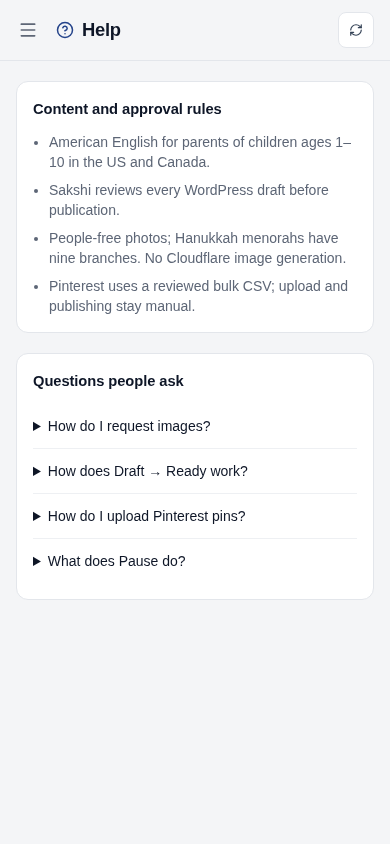 Help
Content and approval rules
• American English for parents of children ages 1–
10 in the US and Canada.
• Sakshi reviews every WordPress draft before
publication.
• People-free photos; Hanukkah menorahs have
nine branches. No Cloudflare image generation.
• Pinterest uses a reviewed bulk CSV; upload and
publishing stay manual.
Questions people ask
How do I request images?
How does Draft → Ready work?
How do I upload Pinterest pins?
What does Pause do?